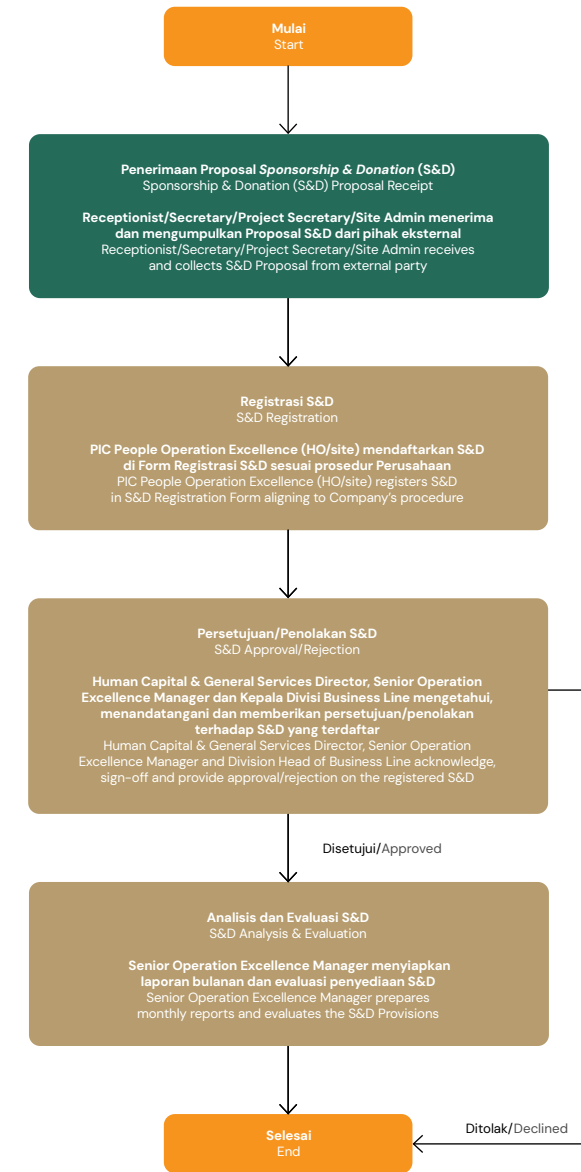 Mulai
Start
Penerimaan Proposal Sponsorship & Donation (S&D)
Sponsorship & Donation (S&D) Proposal Receipt
Receptionist/Secretary/Project Secretary/Site Admin menerima
dan mengumpulkan Proposal S&D dari pihak eksternal
Receptionist/Secretary/Project Secretary/Site Admin receives
and collects S&D Proposal from external party
Registrasi S&D
S&D Registration
PIC People Operation Excellence (HO/site) mendaftarkan S&D
di Form Registrasi S&D sesuai prosedur Perusahaan
PIC People Operation Excellence (HO/site) registers S&D
in S&D Registration Form aligning to Company's procedure
Persetujuan/Penolakan S&D
S&D Approval/Rejection
Human Capital & General Services Director, Senior Operation
Excellence Manager dan Kepala Divisi Business Line mengetahui,
menandatangani dan memberikan persetujuan/penolakan
terhadap S&D yang terdaftar
Human Capital & General Services Director, Senior Operation
Excellence Manager and Division Head of Business Line acknowledge,
sign-off and provide approval/rejection on the registered S&D
Disetujui/Approved
Analisis dan Evaluasi S&D
S&D Analysis & Evaluation
Senior Operation Excellence Manager menyiapkan
laporan bulanan dan evaluasi penyediaan S&D
Senior Operation Excellence Manager prepares
monthly reports and evaluates the S&D Provisions
Ditolak/Declined
Selesai
End